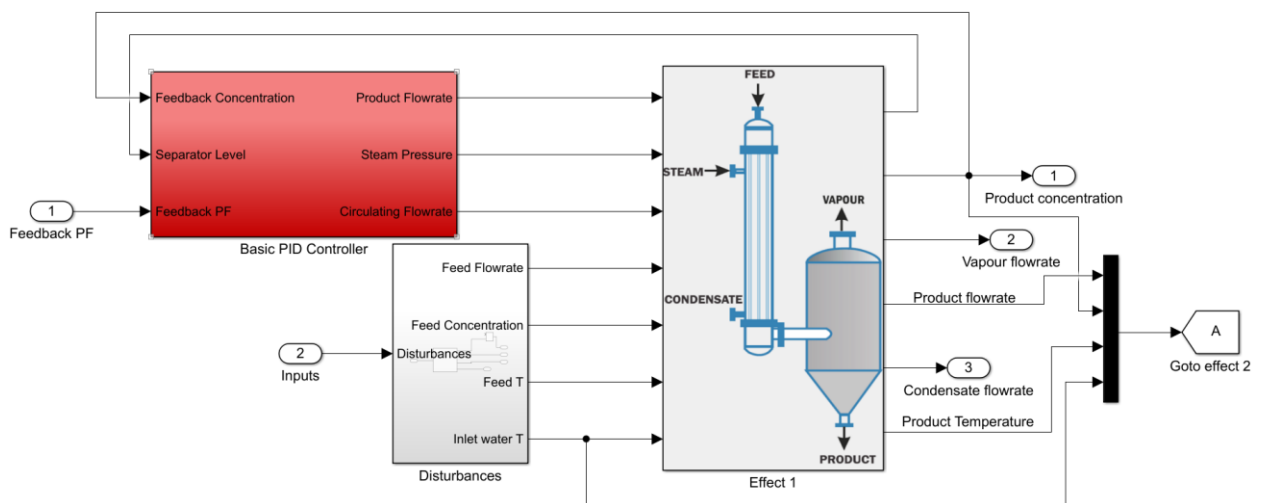 Feedback Concentration
Product Flowrate
Separator Level
Steam Pressure
Feedback PF
Circulating Flowrate
Basic PID Controller
1
Feedback PF
Feed Flowrate
Feed Concentration
Disturbances
Feed T
Inlet water T
Disturbances
2
Inputs
FEED
STEAM
VAPOUR
CONDENSATE
PRODUCT
Effect 1
1
Product concentration
2
Vapour flowrate
Product flowrate
3
Condensate flowrate
Product Temperature
A
Goto effect 2